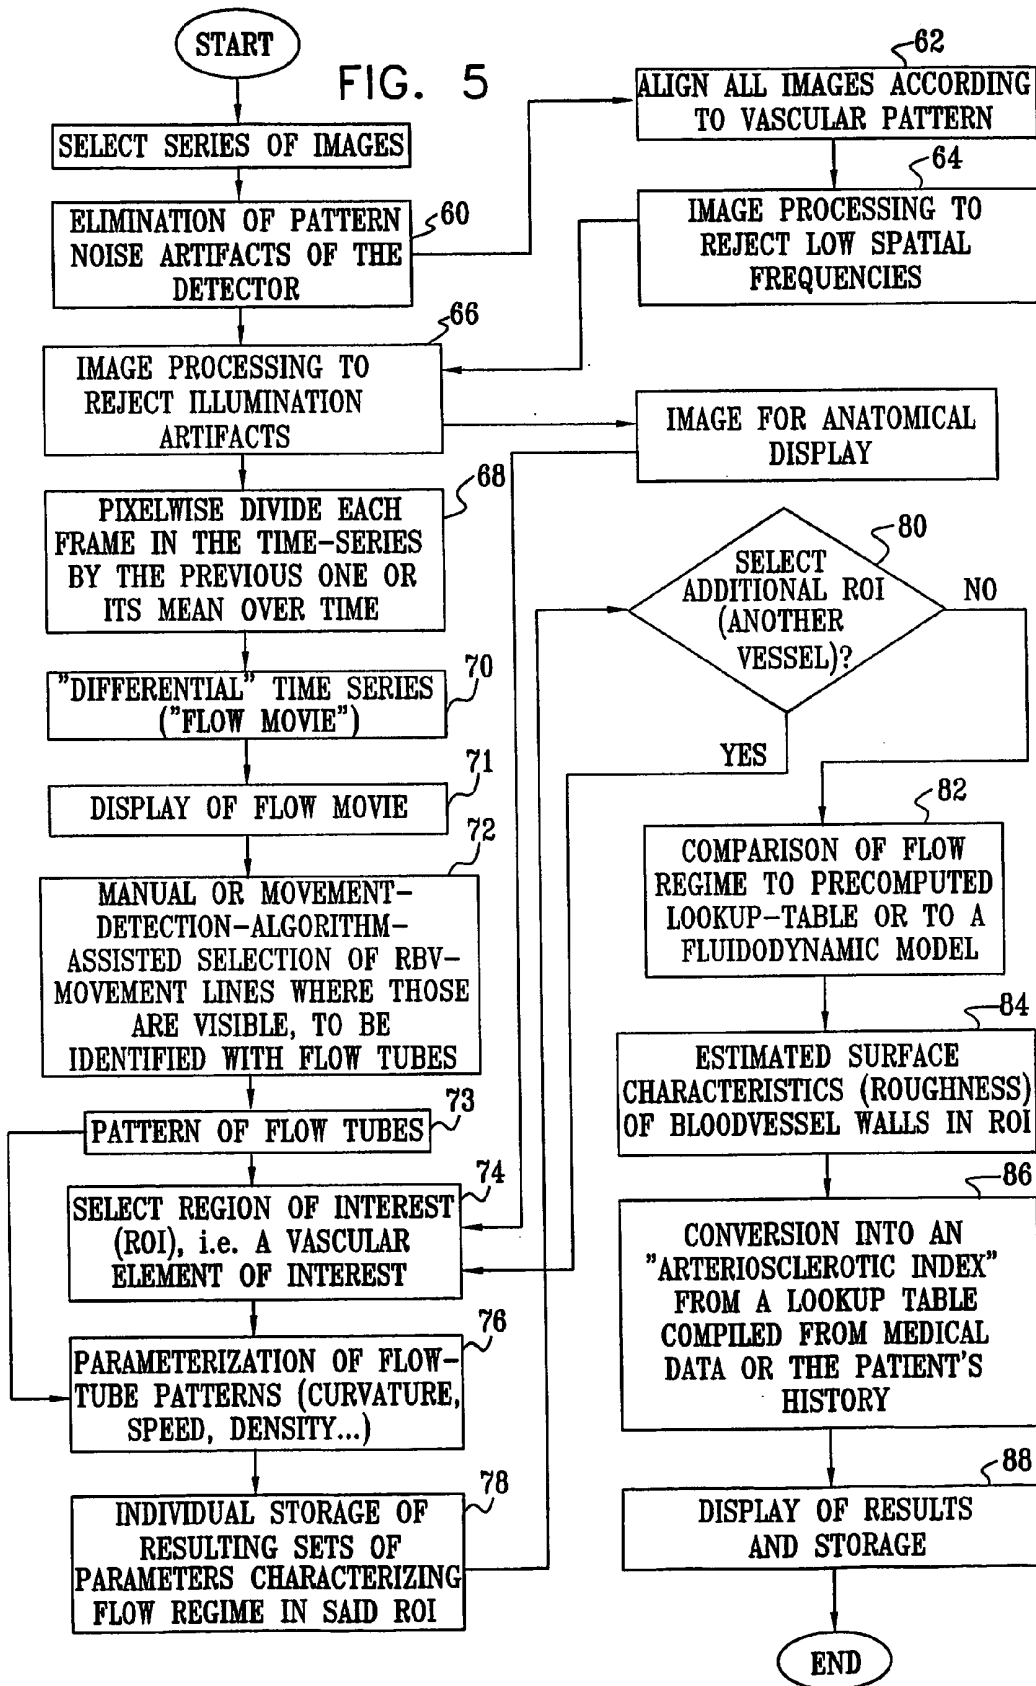 START
FIG. 5
SELECT SERIES OF IMAGES
60
ELIMINATION OF PATTERN
NOISE ARTIFACTS OF THE
DETECTOR
62
ALIGN ALL IMAGES ACCORDING
TO VASCULAR PATTERN
64
IMAGE PROCESSING TO
REJECT LOW SPATIAL
FREQUENCIES
66
IMAGE PROCESSING TO
REJECT ILLUMINATION
ARTIFACTS
IMAGE FOR ANATOMICAL
DISPLAY
68
PIXELWISE DIVIDE EACH
FRAME IN THE TIME-SERIES
BY THE PREVIOUS ONE OR
ITS MEAN OVER TIME
70
"DIFFERENTIAL" TIME SERIES
("FLOW MOVIE")
71
DISPLAY OF FLOW MOVIE
72
MANUAL OR MOVEMENT-
DETECTION-ALGORITHM-
ASSISTED SELECTION OF RBV-
MOVEMENT LINES WHERE THOSE
ARE VISIBLE, TO BE
IDENTIFIED WITH FLOW TUBES
73
PATTERN OF FLOW TUBES
74
SELECT REGION OF INTEREST
(ROI), i.e. A VASCULAR
ELEMENT OF INTEREST
76
PARAMETERIZATION OF FLOW-
TUBE PATTERNS (CURVATURE,
SPEED, DENSITY...)
78
INDIVIDUAL STORAGE OF
RESULTING SETS OF
PARAMETERS CHARACTERIZING
FLOW REGIME IN SAID ROI
80
SELECT
ADDITIONAL ROI
(ANOTHER
VESSEL)?
NO
YES
82
COMPARISON OF FLOW
REGIME TO PRECOMPUTED
LOOKUP-TABLE OR TO A
FLUIDODYNAMIC MODEL
84
ESTIMATED SURFACE
CHARACTERISTICS (ROUGHNESS)
OF BLOODVESSEL WALLS IN ROI
86
CONVERSION INTO AN
"ARTERIOSCLEROTIC INDEX"
FROM A LOOKUP TABLE
COMPILED FROM MEDICAL
DATA OR THE PATIENT'S
HISTORY
88
DISPLAY OF RESULTS
AND STORAGE
END